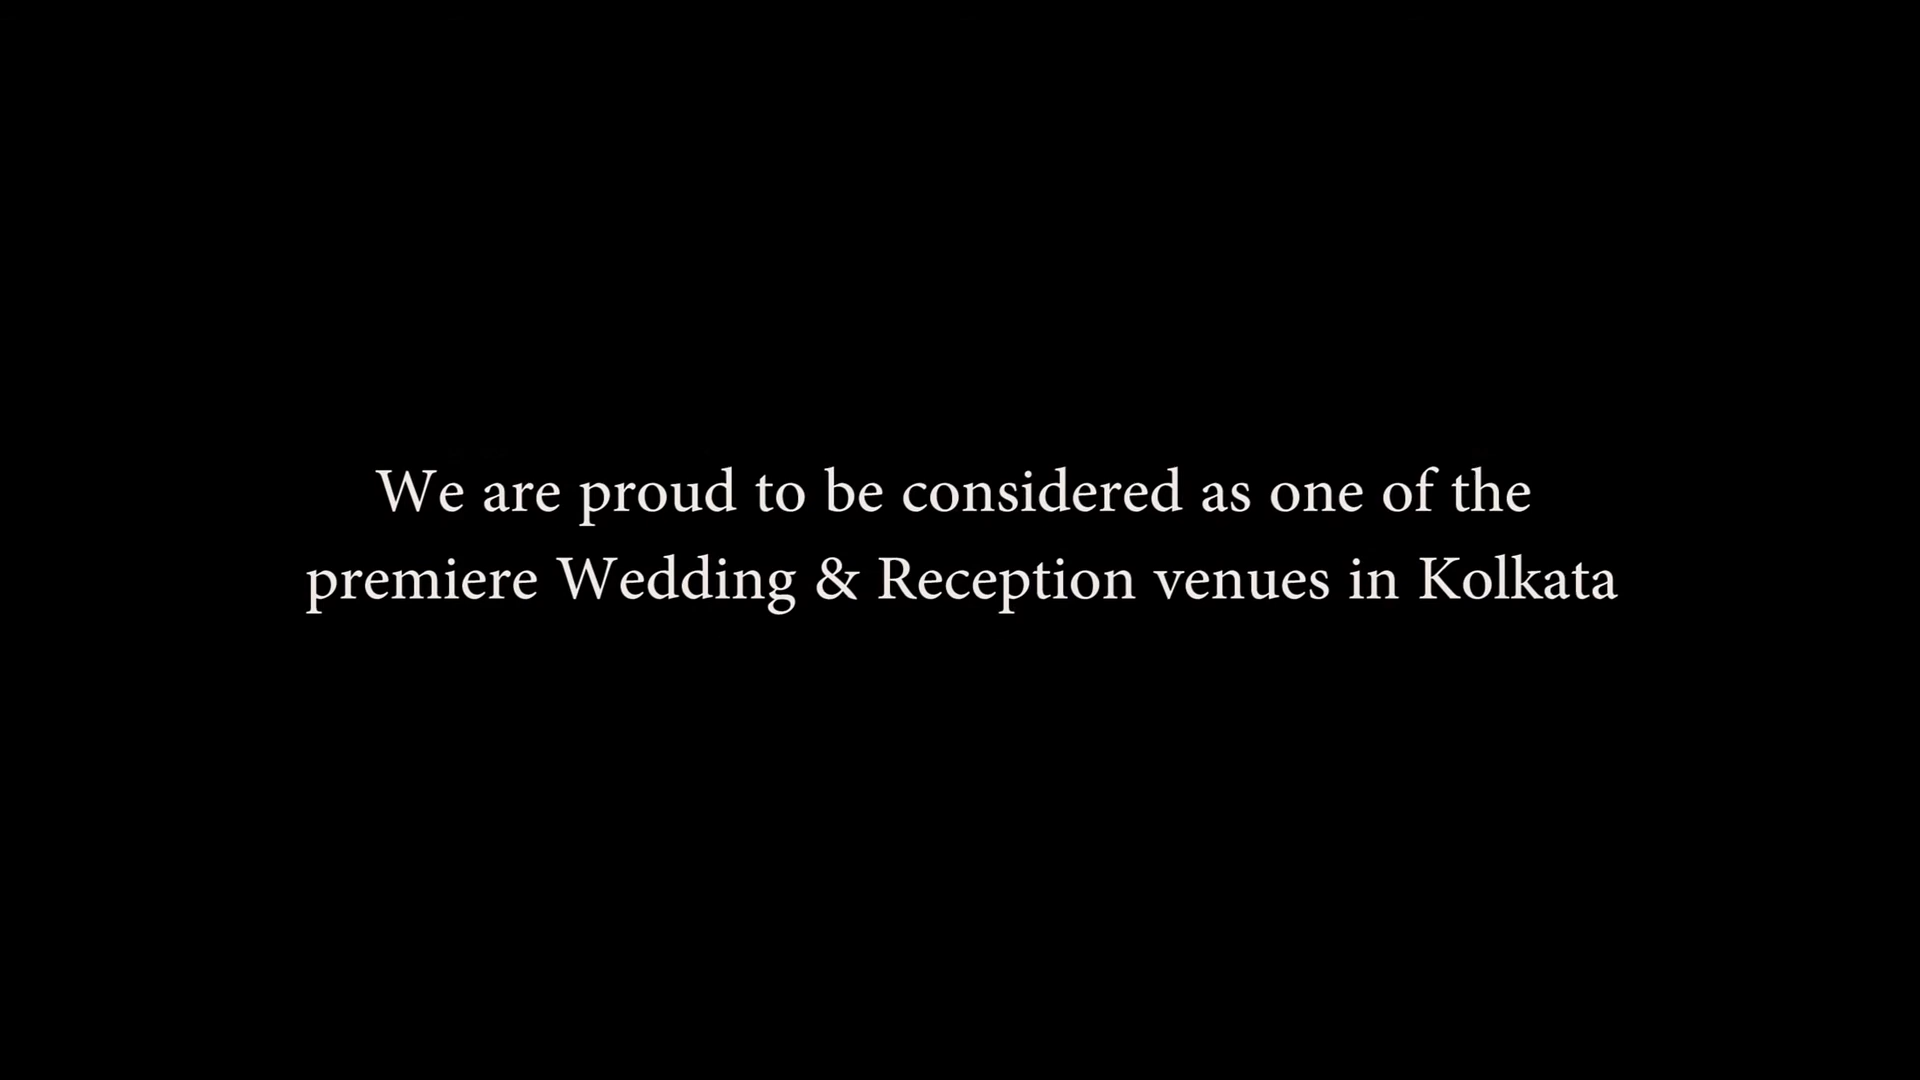 We are proud to be considered as one of the
premiere Wedding & Reception venues in Kolkata